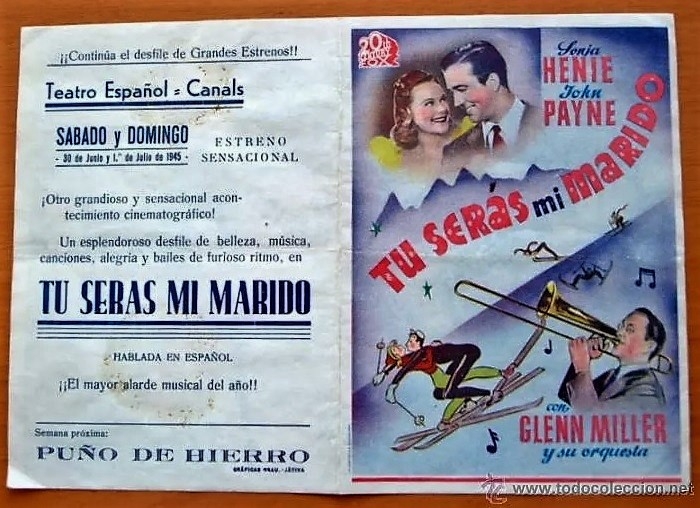 ¡¡Continúa el desfile de Grandes Estrenos!!
Teatro Español = Canals
SABADO y DOMINGO
- 30 de Junio y 1.º de Julio de 1945 -
ESTRENO
SENSACIONAL
¡Otro grandioso y sensacional acon-
tecimiento cinematográfico!
Un esplendoroso desfile de belleza, música,
canciones, alegría y bailes de furioso ritmo, en
TU SERAS MI MARIDO
HABLADA EN ESPAÑOL
¡¡El mayor alarde musical del año!!
Semana próxima:
PUÑO DE HIERRO
GRÁFICAS GRAU.-JÁTIVA
20th
CENTURY
FOX
Sonja
HENIE
John
PAYNE
TU SERÁS mi MARIDO
con
GLENN MILLER
y su orquesta
www.todocoleccion.net